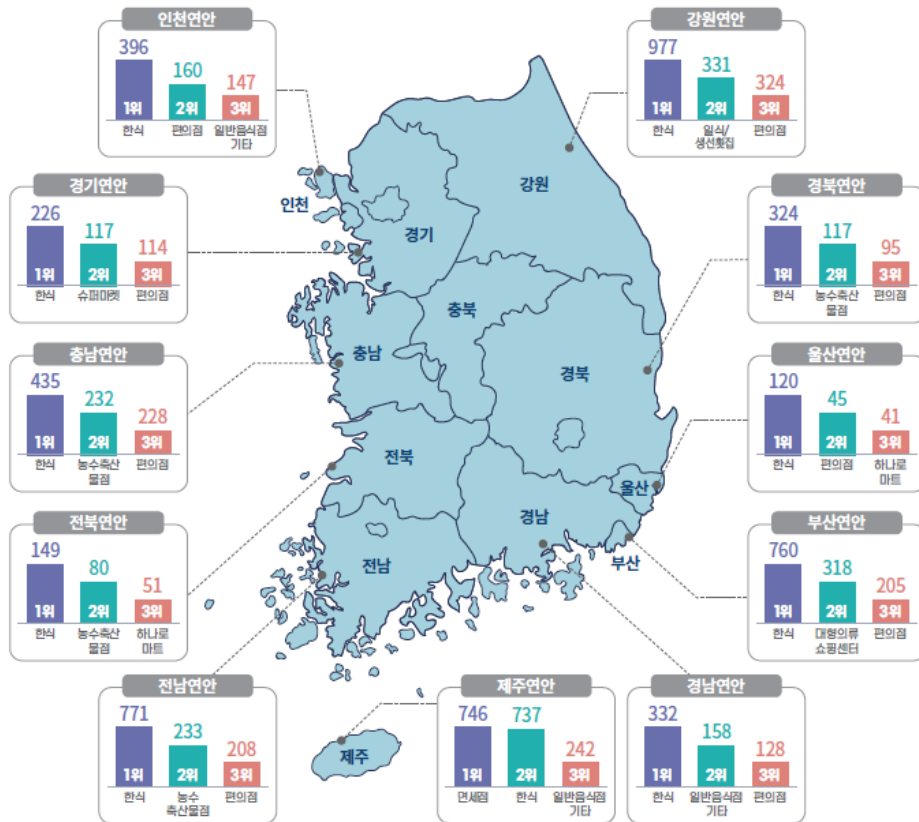 인천연안
396
160
147
1위
2위
3위
한식
편의점
일반음식점
기타
강원연안
977
331
324
1위
2위
3위
한식
일식/
생선횟집
편의점
경기연안
226
117
114
1위
2위
3위
한식
슈퍼마켓
편의점
경북연안
324
117
95
1위
2위
3위
한식
농수축산
물점
편의점
충남연안
435
232
228
1위
2위
3위
한식
농수축산
물점
편의점
울산연안
120
45
41
1위
2위
3위
한식
편의점
하나로
마트
전북연안
149
80
51
1위
2위
3위
한식
농수축산
물점
하나로
마트
부산연안
760
318
205
1위
2위
3위
한식
대형의류
쇼핑센터
편의점
전남연안
771
233
208
1위
2위
3위
한식
농수
축산물점
편의점
제주연안
746
737
242
1위
2위
3위
면세점
한식
일반음식점
기타
경남연안
332
158
128
1위
2위
3위
한식
일반음식점
기타
편의점
강원
인천
경기
충북
충남
경북
전북
울산
경남
전남
부산
제주